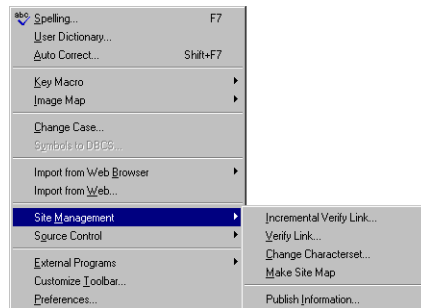 abc Spelling... F7
User Dictionary...
Auto Correct... Shift+F7
Key Macro
Image Map
Change Case...
Symbols to DBCS...
Import from Web Browser
Import from Web...
Site Management
Source Control
External Programs
Customize Toolbar...
Preferences...
Incremental Verify Link...
Verify Link...
Change Characterset...
Make Site Map
Publish Information...